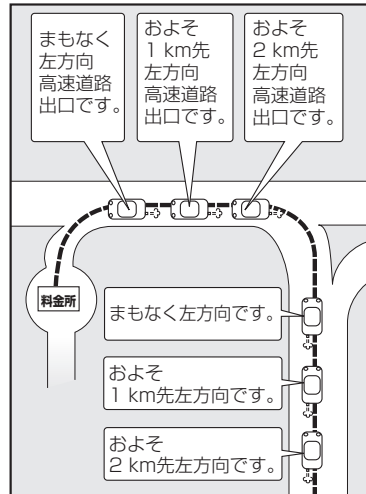 まもなく
左方向
高速道路
出口です。
およそ
1 km先
左方向
高速道路
出口です。
およそ
2 km先
左方向
高速道路
出口です。
料金所
まもなく左方向です。
およそ
1 km先左方向です。
およそ
2 km先左方向です。